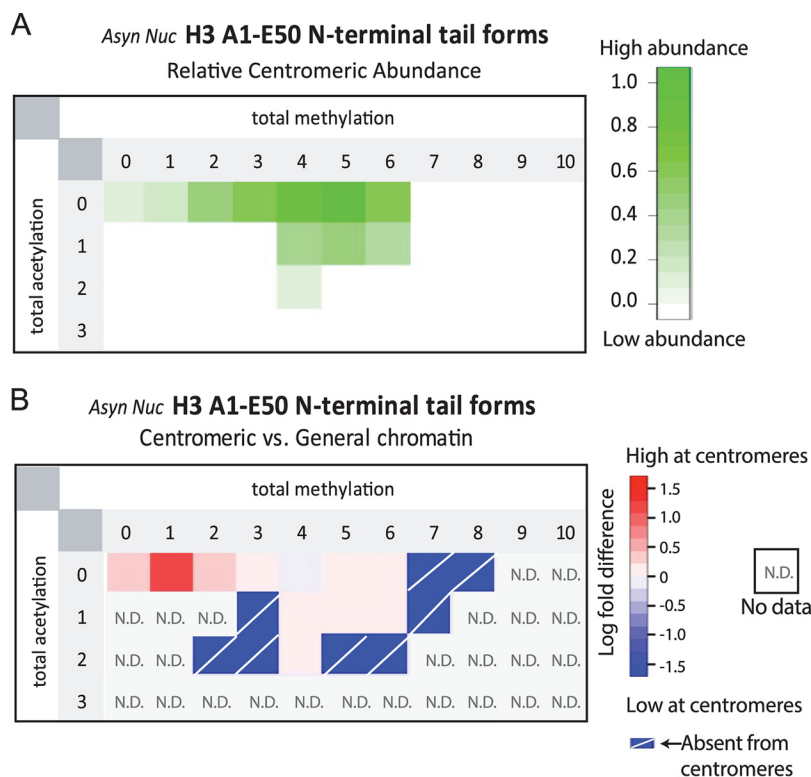 A
Asyn Nuc H3 A1-E50 N-terminal tail forms
Relative Centromeric Abundance
total methylation
0 1 2 3 4 5 6 7 8 9 10
total acetylation
0
1
2
3
High abundance
1.0
0.8
0.6
0.4
0.2
0.0
Low abundance
B
Asyn Nuc H3 A1-E50 N-terminal tail forms
Centromeric vs. General chromatin
total methylation
0 1 2 3 4 5 6 7 8 9 10
total acetylation
0 N.D. N.D.
1 N.D. N.D. N.D. N.D. N.D. N.D.
2 N.D. N.D. N.D. N.D. N.D. N.D.
3 N.D. N.D. N.D. N.D. N.D. N.D. N.D. N.D. N.D. N.D. N.D.
High at centromeres
Log fold difference
1.5
1.0
0.5
0
-0.5
-1.0
-1.5
Low at centromeres
Absent from
centromeres
N.D.
No data